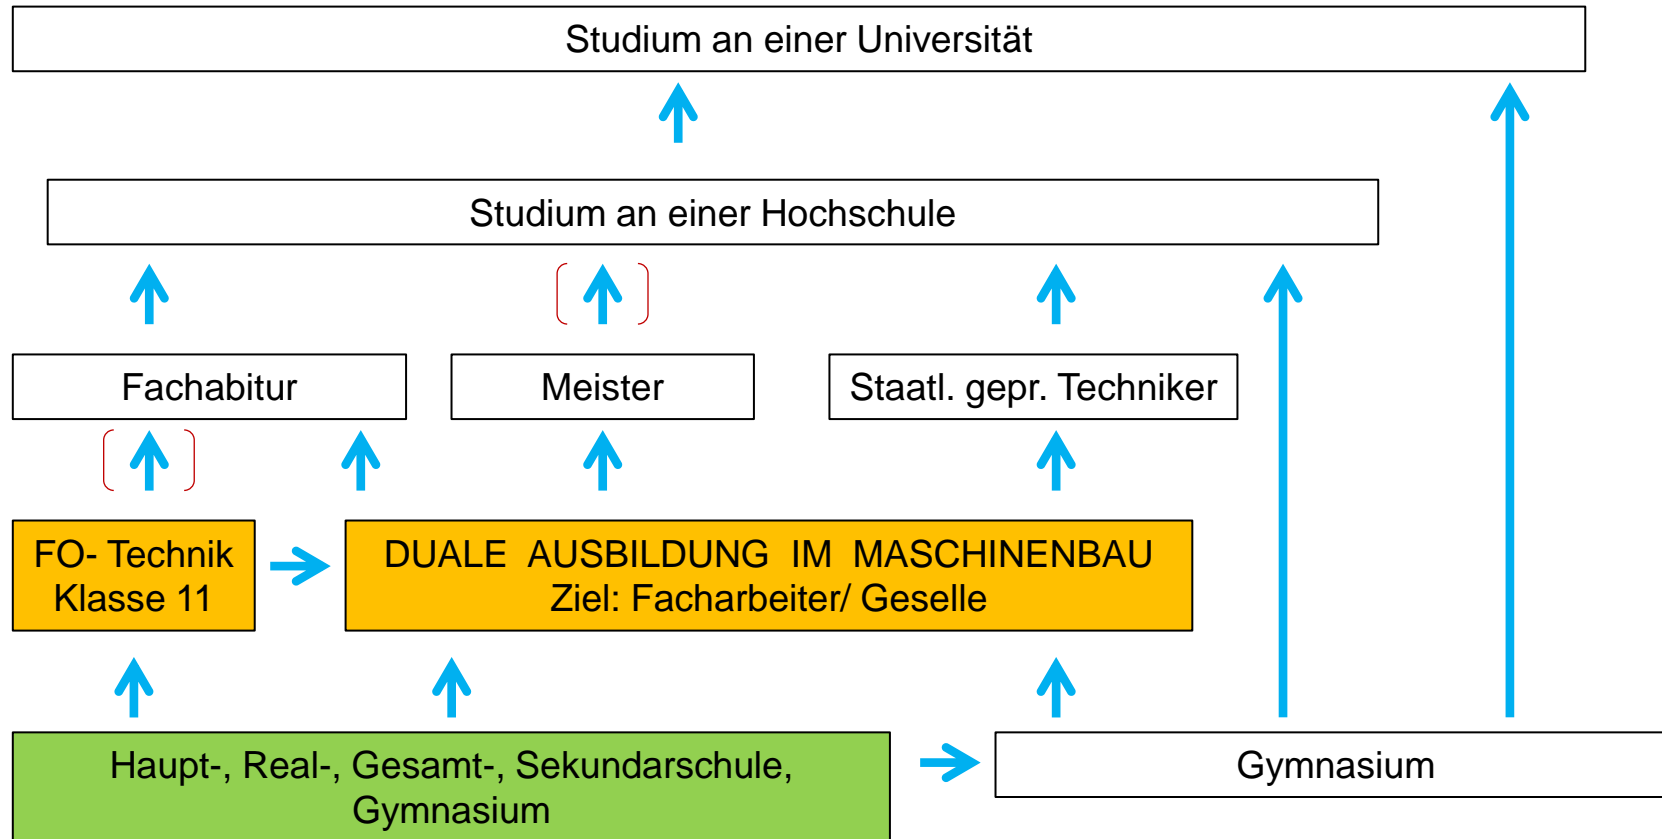 Studium an einer Universität
Studium an einer Hochschule
Fachabitur
Meister
Staatl. gepr. Techniker
FO- Technik
Klasse 11
DUALE AUSBILDUNG IM MASCHINENBAU
Ziel: Facharbeiter/ Geselle
Haupt-, Real-, Gesamt-, Sekundarschule,
Gymnasium
Gymnasium